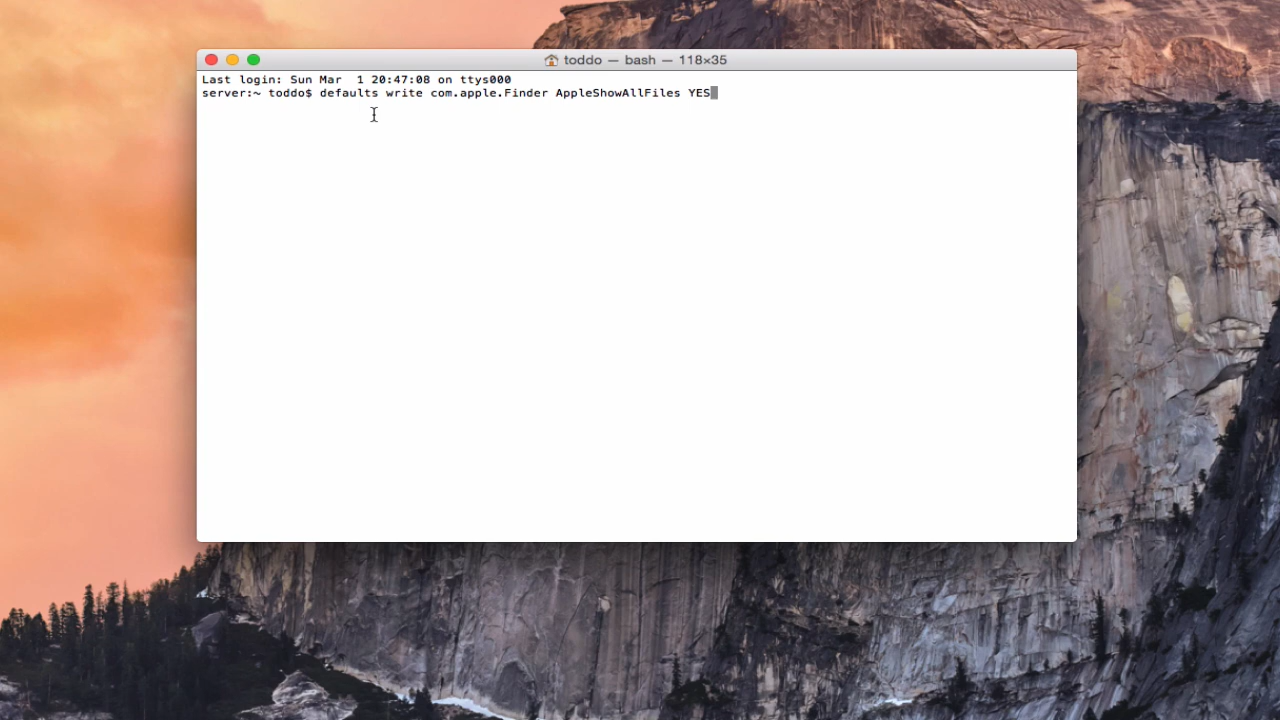 toddo — bash — 118×35
Last login: Sun Mar  1 20:47:08 on ttys000
server:~ toddo$ defaults write com.apple.Finder AppleShowAllFiles YES